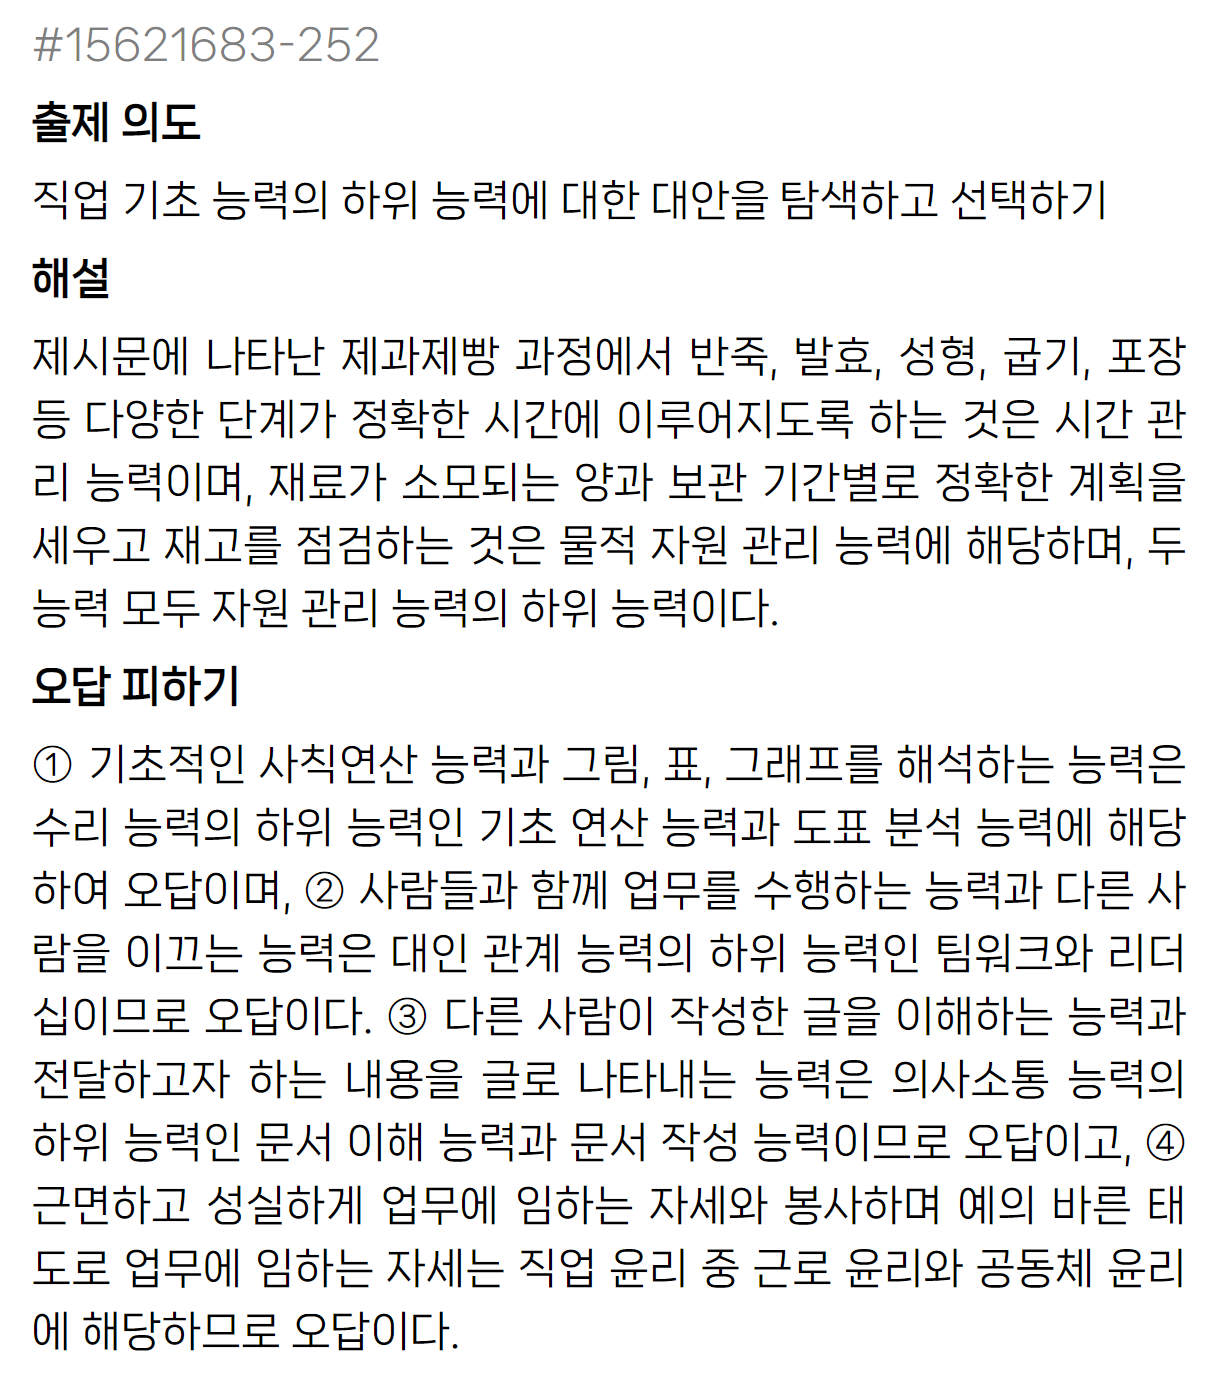 #15621683-252
출제 의도
직업 기초 능력의 하위 능력에 대한 대안을 탐색하고 선택하기
해설
제시문에 나타난 제과제빵 과정에서 반죽, 발효, 성형, 굽기, 포장
등 다양한 단계가 정확한 시간에 이루어지도록 하는 것은 시간 관
리 능력이며, 재료가 소모되는 양과 보관 기간별로 정확한 계획을
세우고 재고를 점검하는 것은 물적 자원 관리 능력에 해당하며, 두
능력 모두 자원 관리 능력의 하위 능력이다.
오답 피하기
① 기초적인 사칙연산 능력과 그림, 표, 그래프를 해석하는 능력은
수리 능력의 하위 능력인 기초 연산 능력과 도표 분석 능력에 해당
하여 오답이며, ② 사람들과 함께 업무를 수행하는 능력과 다른 사
람을 이끄는 능력은 대인 관계 능력의 하위 능력인 팀워크와 리더
십이므로 오답이다. ③ 다른 사람이 작성한 글을 이해하는 능력과
전달하고자 하는 내용을 글로 나타내는 능력은 의사소통 능력의
하위 능력인 문서 이해 능력과 문서 작성 능력이므로 오답이고, ④
근면하고 성실하게 업무에 임하는 자세와 봉사하며 예의 바른 태
도로 업무에 임하는 자세는 직업 윤리 중 근로 윤리와 공동체 윤리
에 해당하므로 오답이다.